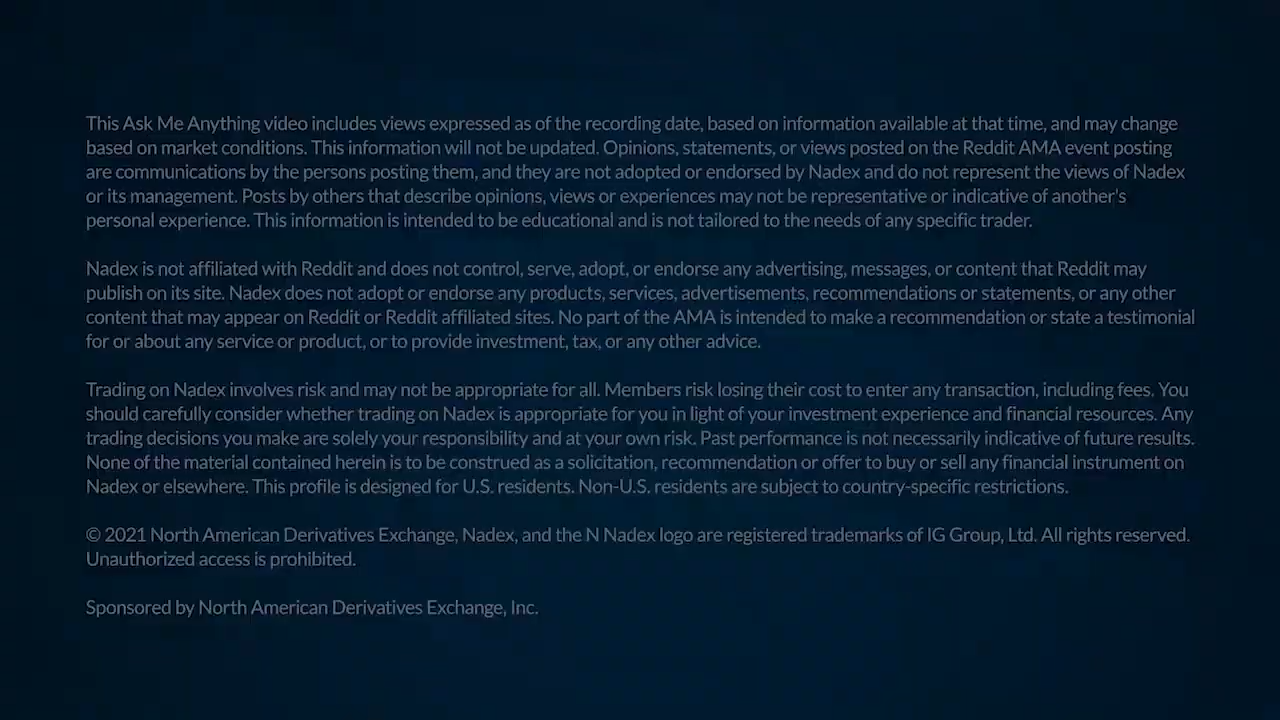 This Ask Me Anything video includes views expressed as of the recording date, based on information available at that time, and may change
based on market conditions. This information will not be updated. Opinions, statements, or views posted on the Reddit AMA event posting
are communications by the persons posting them, and they are not adopted or endorsed by Nadex and do not represent the views of Nadex
or its management. Posts by others that describe opinions, views or experiences may not be representative or indicative of another's
personal experience. This information is intended to be educational and is not tailored to the needs of any specific trader.
Nadex is not affiliated with Reddit and does not control, serve, adopt, or endorse any advertising, messages, or content that Reddit may
publish on its site. Nadex does not adopt or endorse any products, services, advertisements, recommendations or statements, or any other
content that may appear on Reddit or Reddit affiliated sites. No part of the AMA is intended to make a recommendation or state a testimonial
for or about any service or product, or to provide investment, tax, or any other advice.
Trading on Nadex involves risk and may not be appropriate for all. Members risk losing their cost to enter any transaction, including fees. You
should carefully consider whether trading on Nadex is appropriate for you in light of your investment experience and financial resources. Any
trading decisions you make are solely your responsibility and at your own risk. Past performance is not necessarily indicative of future results.
None of the material contained herein is to be construed as a solicitation, recommendation or offer to buy or sell any financial instrument on
Nadex or elsewhere. This profile is designed for U.S. residents. Non-U.S. residents are subject to country-specific restrictions.
© 2021 North American Derivatives Exchange, Nadex, and the N Nadex logo are registered trademarks of IG Group, Ltd. All rights reserved.
Unauthorized access is prohibited.
Sponsored by North American Derivatives Exchange, Inc.